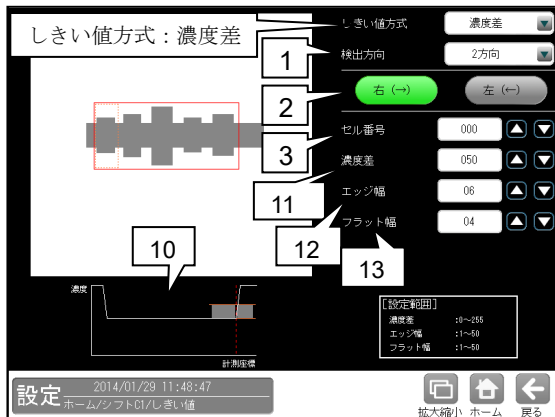 しきい値方式：濃度差
しきい値方式 濃度差
1
検出方向 2方向
2
右（→） 左（←）
3
セル番号 000
濃度差 050
11
エッジ幅 06
12
フラット幅 04
13
10
濃度
計測座標
[設定範囲]
濃度差 :0～255
エッジ幅 :1～50
フラット幅 :1～50
設定 2014/01/29 11:48:47
ホーム/シフトC1/しきい値
拡大縮小 ホーム 戻る